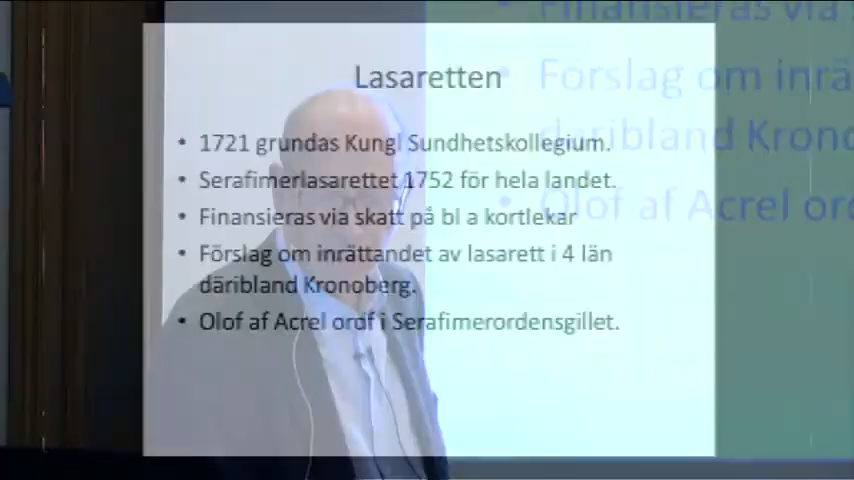 Lasaretten
• 1721 grundas Kungl Sundhetskollegium.
• Serafimerlasarettet 1752 för hela landet.
• Finansieras via skatt på bl a kortlekar
• Förslag om inrättandet av lasarett i 4 län
däribland Kronoberg.
• Olof af Acrel ordf i Serafimerordensgillet.
Finansieras via
• Förslag om inrä
däribland Krono
• Olof af Acrel ord